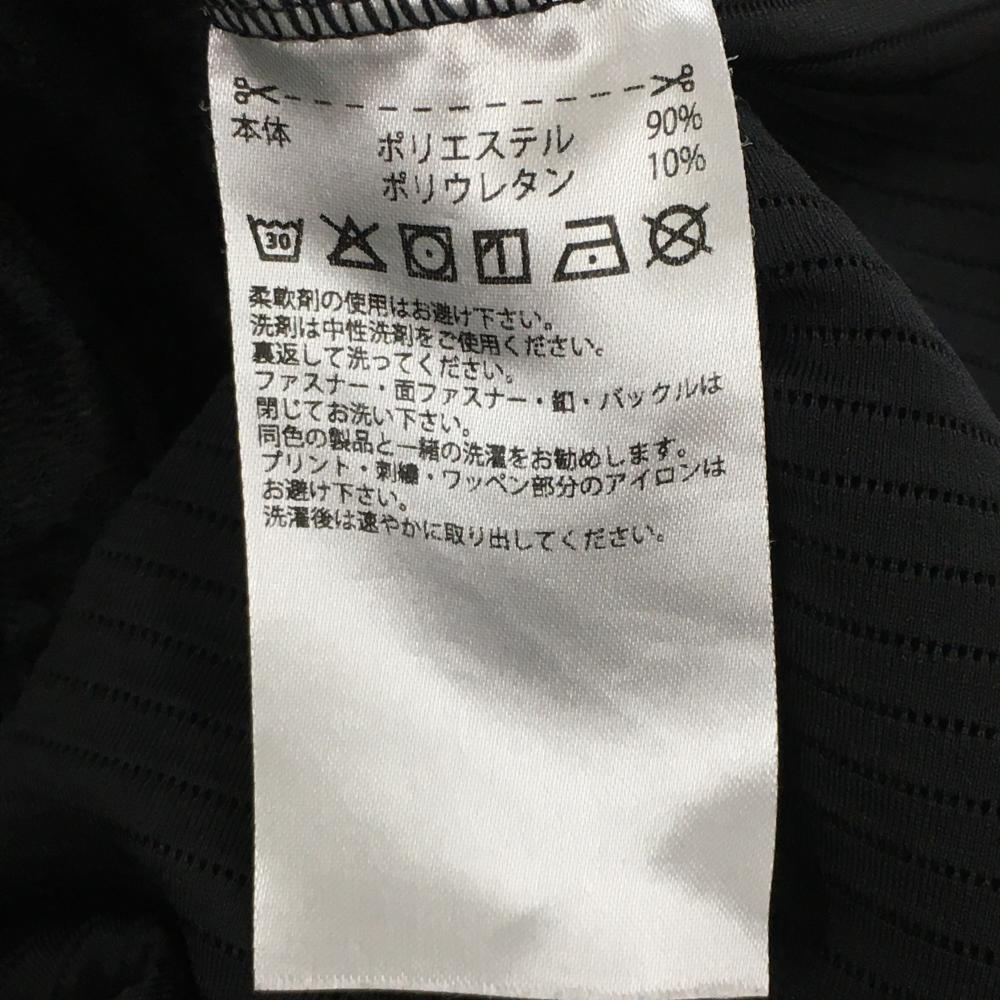 本体 ポリエステル 90%
ポリウレタン 10%
30
柔軟剤の使用はお避け下さい。
洗剤は中性洗剤をご使用ください。
裏返して洗ってください。
ファスナー・面ファスナー・釦・バックルは
閉じてお洗い下さい。
同色の製品と一緒の洗濯をお勧めします。
プリント・刺繍・ワッペン部分のアイロンは
お避け下さい。
洗濯後は速やかに取り出してください。